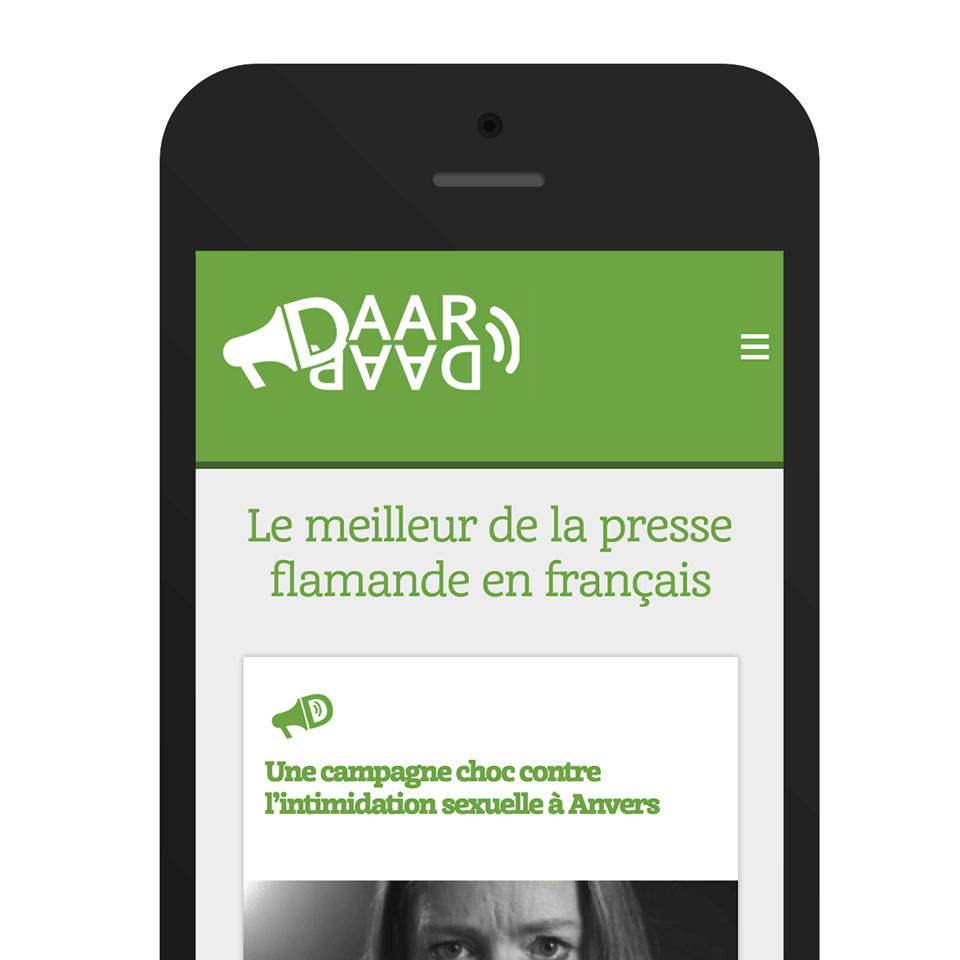 DAAR
DAAR
Le meilleur de la presse
flamande en français
Une campagne choc contre
l'intimidation sexuelle à Anvers